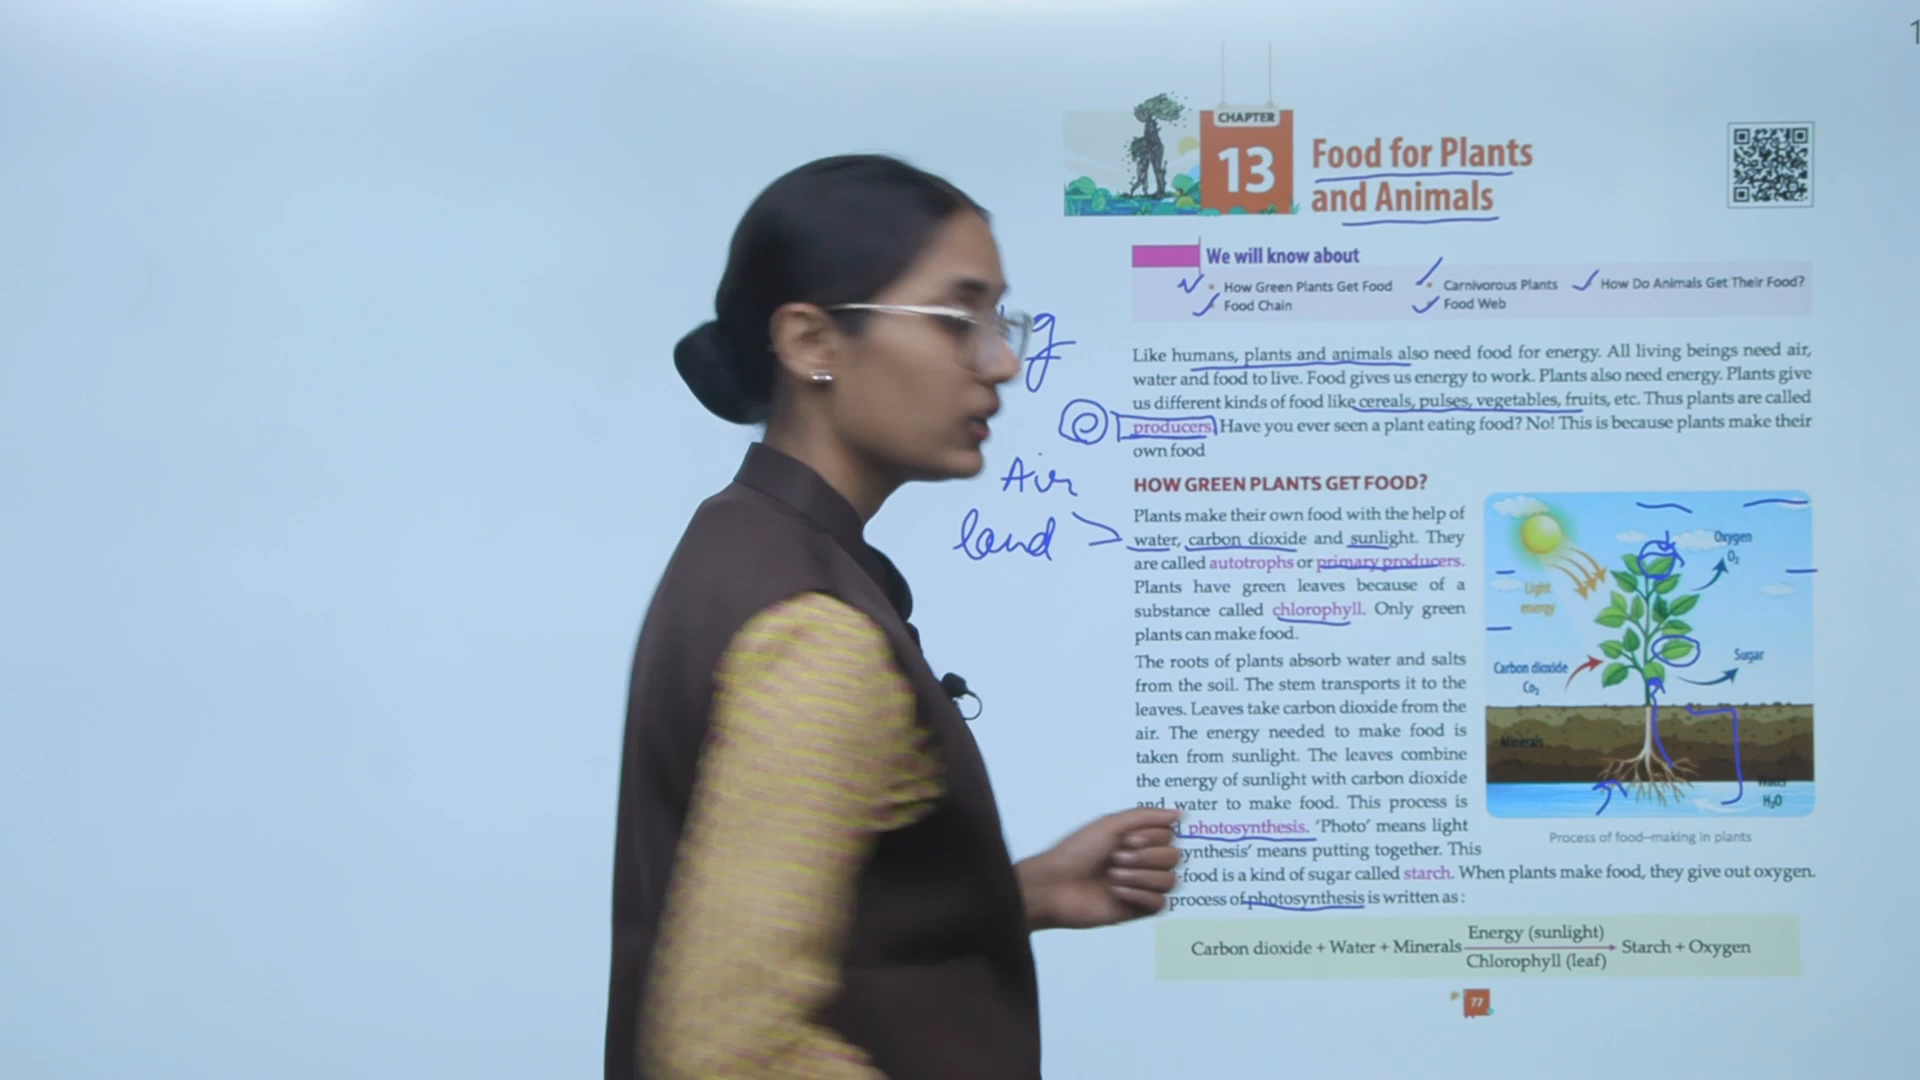 1
CHAPTER
13
Food for Plants
and Animals
We will know about
• How Green Plants Get Food • Carnivorous Plants • How Do Animals Get Their Food?
• Food Chain • Food Web
Like humans, plants and animals also need food for energy. All living beings need air,
water and food to live. Food gives us energy to work. Plants also need energy. Plants give
us different kinds of food like cereals, pulses, vegetables, fruits, etc. Thus plants are called
producers. Have you ever seen a plant eating food? No! This is because plants make their
own food
Air
land
HOW GREEN PLANTS GET FOOD?
Plants make their own food with the help of
water, carbon dioxide and sunlight. They
are called autotrophs or primary producers.
Plants have green leaves because of a
substance called chlorophyll. Only green
plants can make food.
The roots of plants absorb water and salts
from the soil. The stem transports it to the
leaves. Leaves take carbon dioxide from the
air. The energy needed to make food is
taken from sunlight. The leaves combine
the energy of sunlight with carbon dioxide
and water to make food. This process is
photosynthesis. 'Photo' means light
synthesis' means putting together. This
-food is a kind of sugar called starch. When plants make food, they give out oxygen.
process of photosynthesis is written as:
Oxygen
O₂
Light
energy
Carbon dioxide
Co₂
Sugar
Minerals
Water
H₂O
Process of food–making in plants
Carbon dioxide + Water + Minerals Energy (sunlight) Chlorophyll (leaf) Starch + Oxygen
77